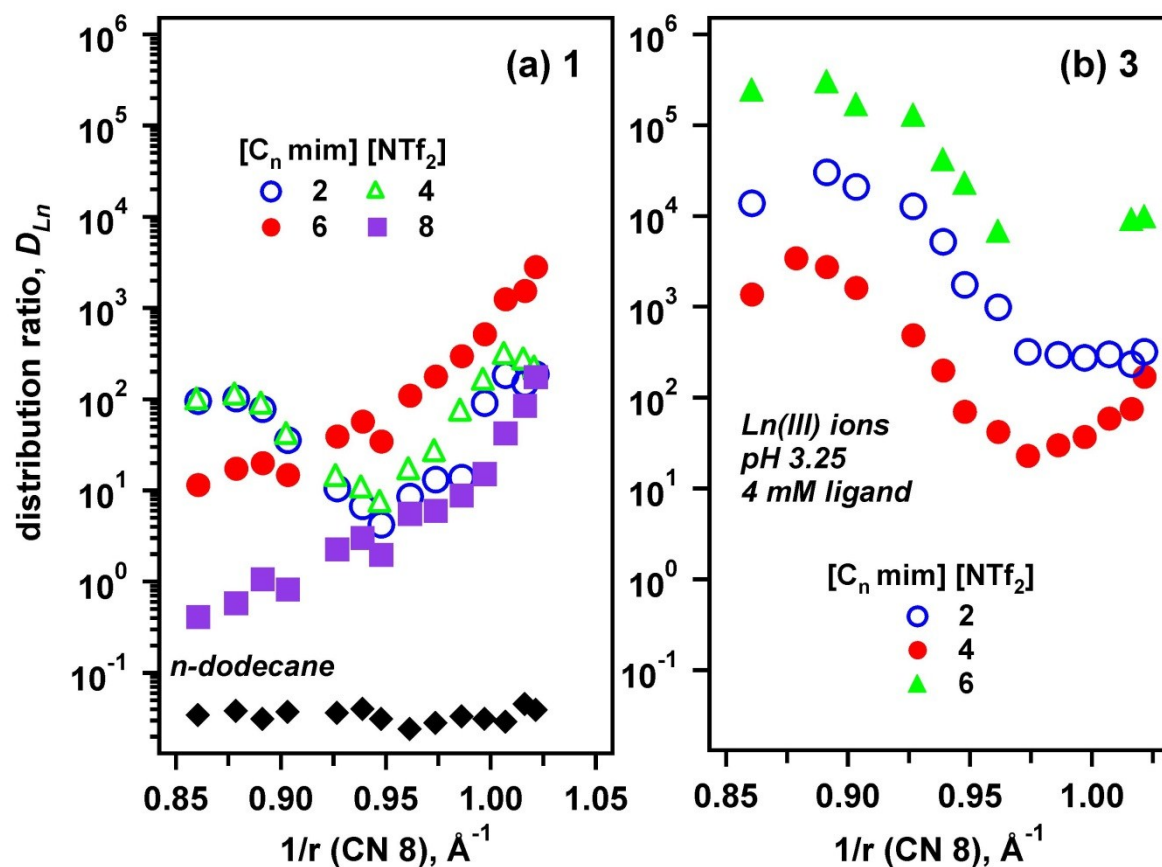 (a) 1
10^6
10^5
10^4
10^3
10^2
10^1
10^0
10^-1
distribution ratio, D_Ln
[C_n mim] [NTf_2]
2 4
6 8
n-dodecane
0.85 0.90 0.95 1.00 1.05
1/r (CN 8), Å^-1
(b) 3
10^6
10^5
10^4
10^3
10^2
10^1
10^0
10^-1
Ln(III) ions
pH 3.25
4 mM ligand
[C_n mim] [NTf_2]
2
4
6
0.85 0.90 0.95 1.00
1/r (CN 8), Å^-1